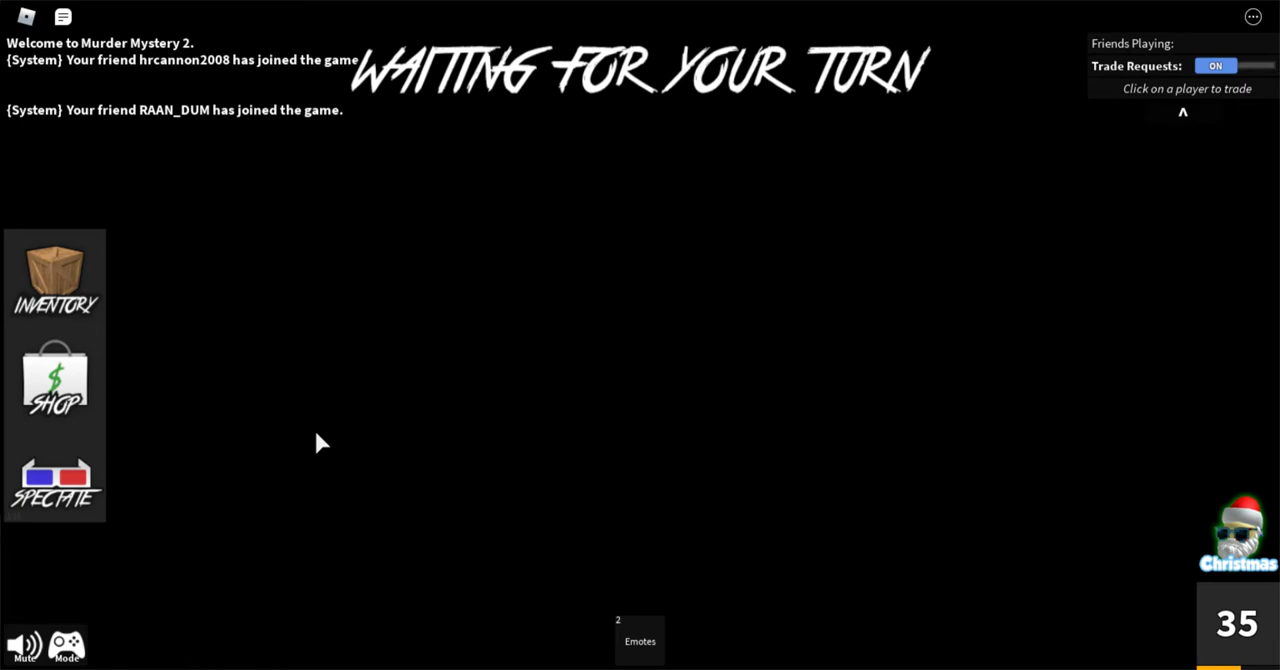 Welcome to Murder Mystery 2.
{System} Your friend hrcannon2008 has joined the game
WAITING FOR YOUR TURN
{System} Your friend RAAN_DUM has joined the game.
Friends Playing:
Trade Requests: ON
Click on a player to trade
^
INVENTORY
$
SHOP
SPECTATE
Christmas
35
2
Emotes
Mute
Mode